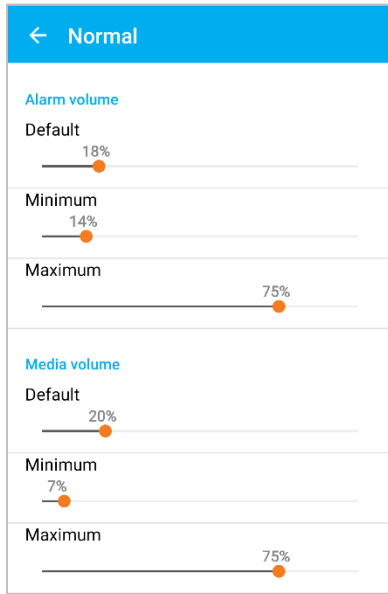 Normal
Alarm volume
Default
18%
Minimum
14%
Maximum
75%
Media volume
Default
20%
Minimum
7%
Maximum
75%